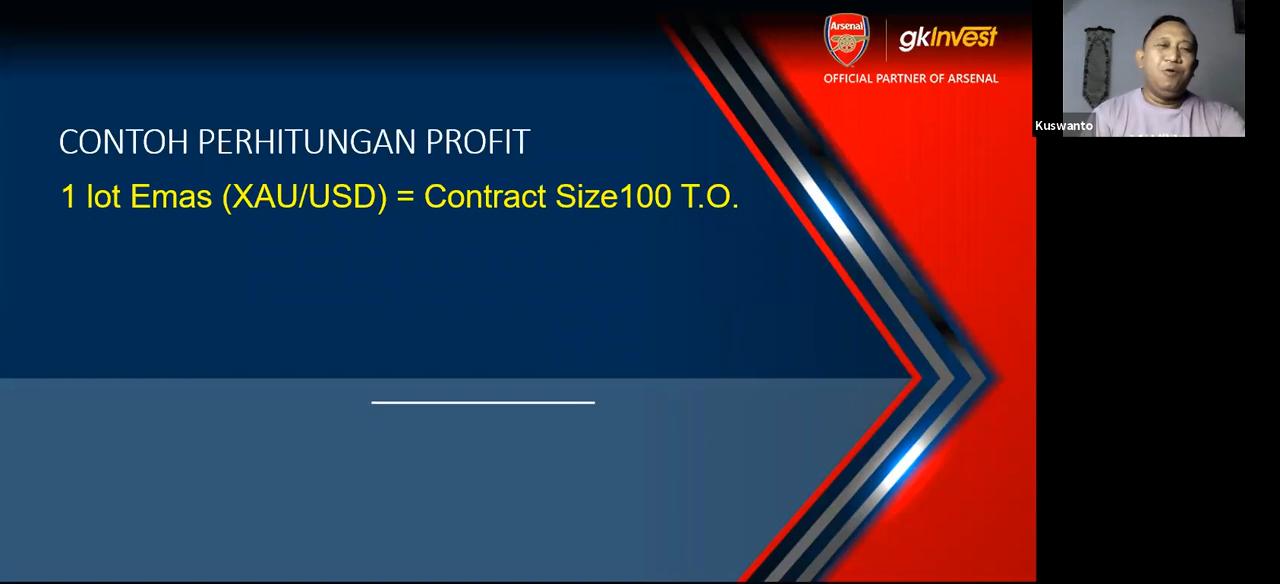 Arsenal
gkInvest
OFFICIAL PARTNER OF ARSENAL
Kuswanto
CONTOH PERHITUNGAN PROFIT
1 lot Emas (XAU/USD) = Contract Size100 T.O.